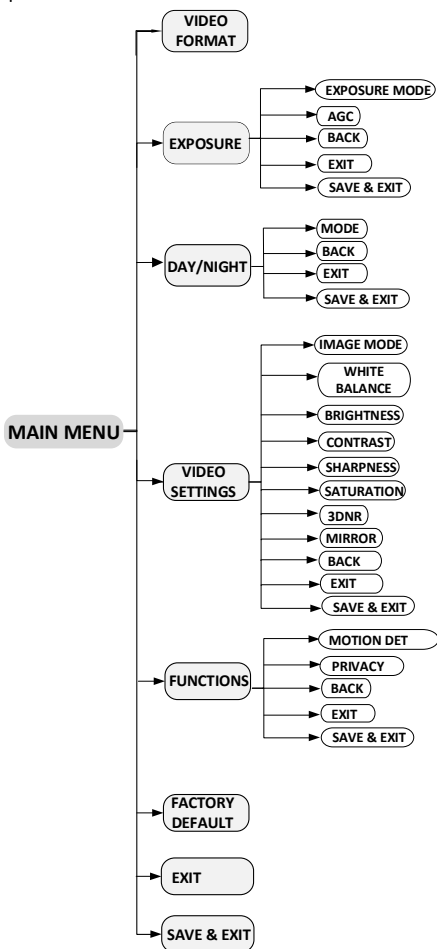 VIDEO
FORMAT
EXPOSURE
EXPOSURE MODE
AGC
BACK
EXIT
SAVE & EXIT
DAY/NIGHT
MODE
BACK
EXIT
SAVE & EXIT
MAIN MENU
VIDEO
SETTINGS
IMAGE MODE
WHITE
BALANCE
BRIGHTNESS
CONTRAST
SHARPNESS
SATURATION
3DNR
MIRROR
BACK
EXIT
SAVE & EXIT
FUNCTIONS
MOTION DET
PRIVACY
BACK
EXIT
SAVE & EXIT
FACTORY
DEFAULT
EXIT
SAVE & EXIT